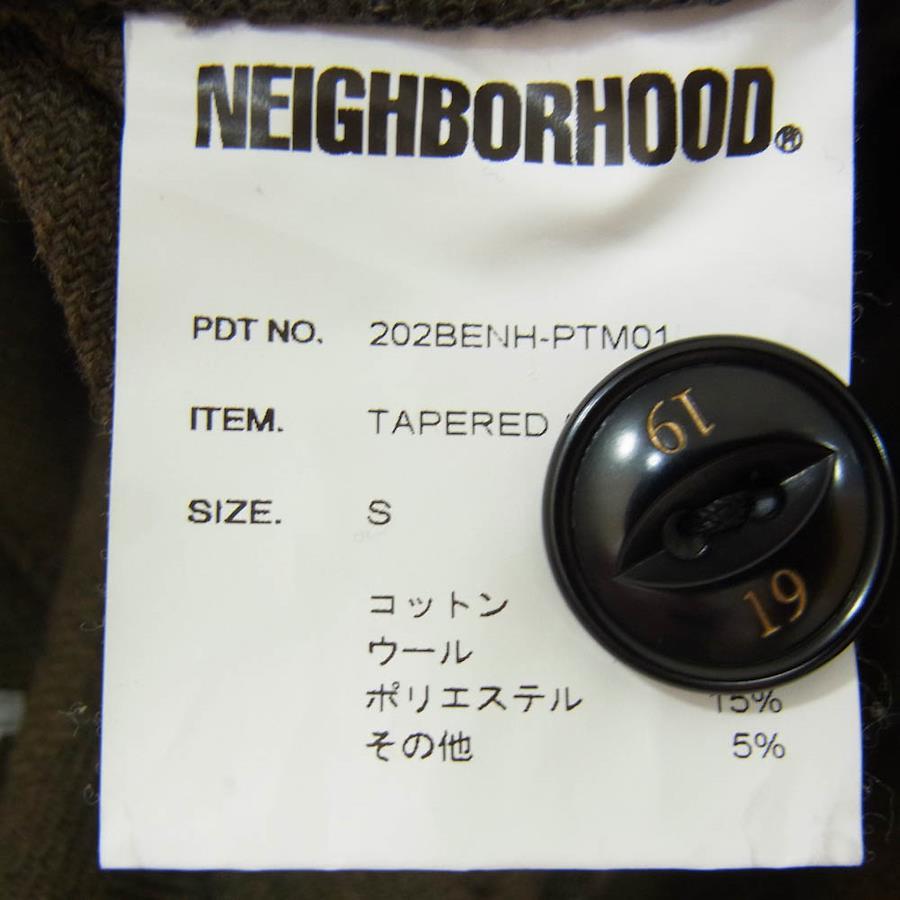 NEIGHBORHOOD®
PDT NO. 202BENH-PTM01
ITEM. TAPERED
SIZE. S
コットン
ウール
ポリエステル 15%
その他 5%
19
19